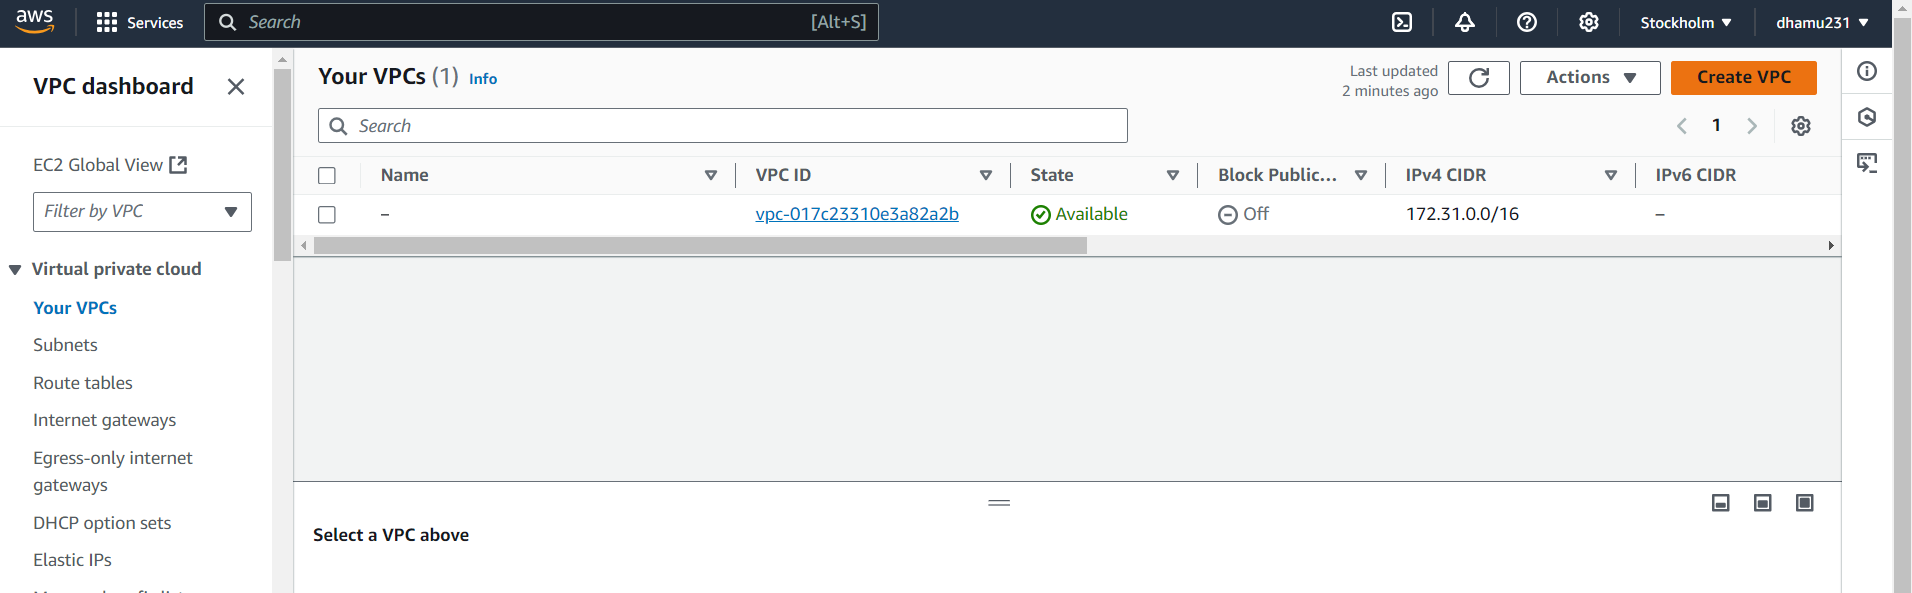 aws Services Search [Alt+S] Stockholm dhamu231
VPC dashboard
EC2 Global View
Filter by VPC
Virtual private cloud
Your VPCs
Subnets
Route tables
Internet gateways
Egress-only internet
gateways
DHCP option sets
Elastic IPs
Your VPCs (1) Info
Last updated
2 minutes ago
Actions
Create VPC
Search
1
Name VPC ID State Block Public... IPv4 CIDR IPv6 CIDR
– vpc-017c23310e3a82a2b Available Off 172.31.0.0/16 –
Select a VPC above